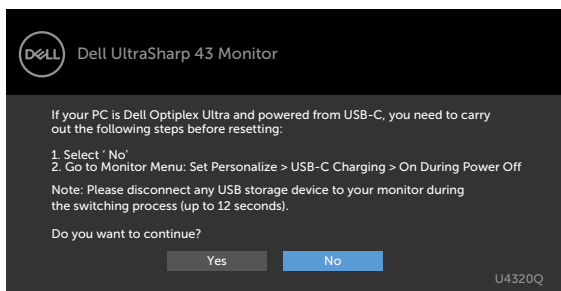 DELL
Dell UltraSharp 43 Monitor
If your PC is Dell Optiplex Ultra and powered from USB-C, you need to carry
out the following steps before resetting:
1. Select ‘ No’
2. Go to Monitor Menu: Set Personalize > USB-C Charging > On During Power Off
Note: Please disconnect any USB storage device to your monitor during
the switching process (up to 12 seconds).
Do you want to continue?
Yes No
U4320Q